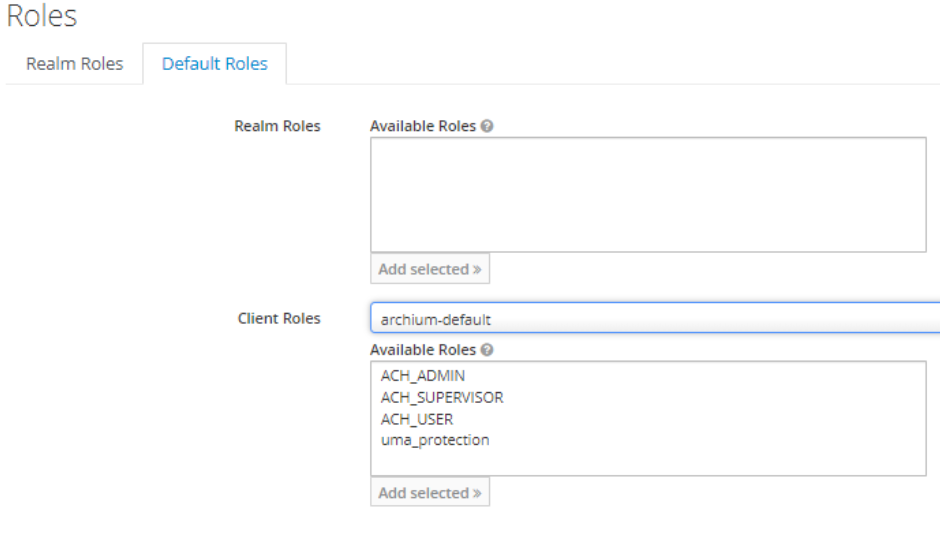 Roles
Realm Roles
Default Roles
Realm Roles
Available Roles
Add selected »
Client Roles
archium-default
Available Roles
ACH_ADMIN
ACH_SUPERVISOR
ACH_USER
uma_protection
Add selected »